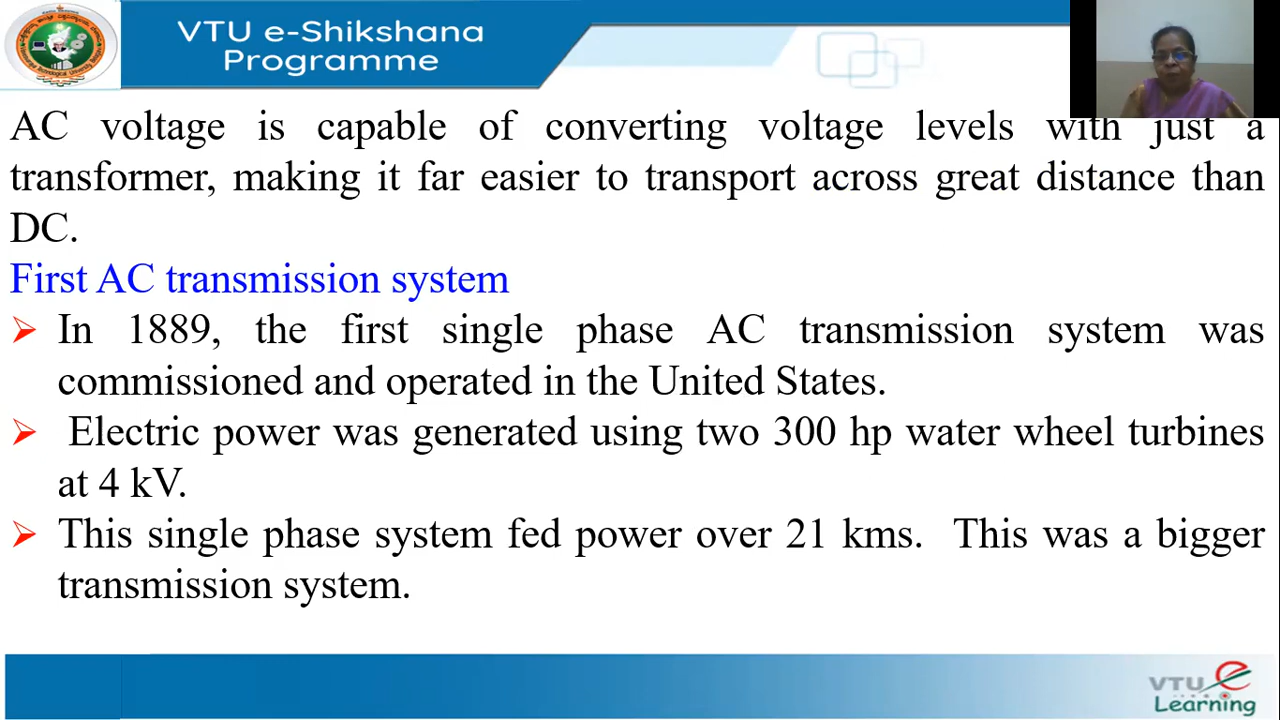 VTU e-Shikshana
Programme
AC voltage is capable of converting voltage levels with just a
transformer, making it far easier to transport across great distance than
DC.
First AC transmission system
➢ In 1889, the first single phase AC transmission system was
commissioned and operated in the United States.
➢ Electric power was generated using two 300 hp water wheel turbines
at 4 kV.
➢ This single phase system fed power over 21 kms. This was a bigger
transmission system.
VTU e
Learning